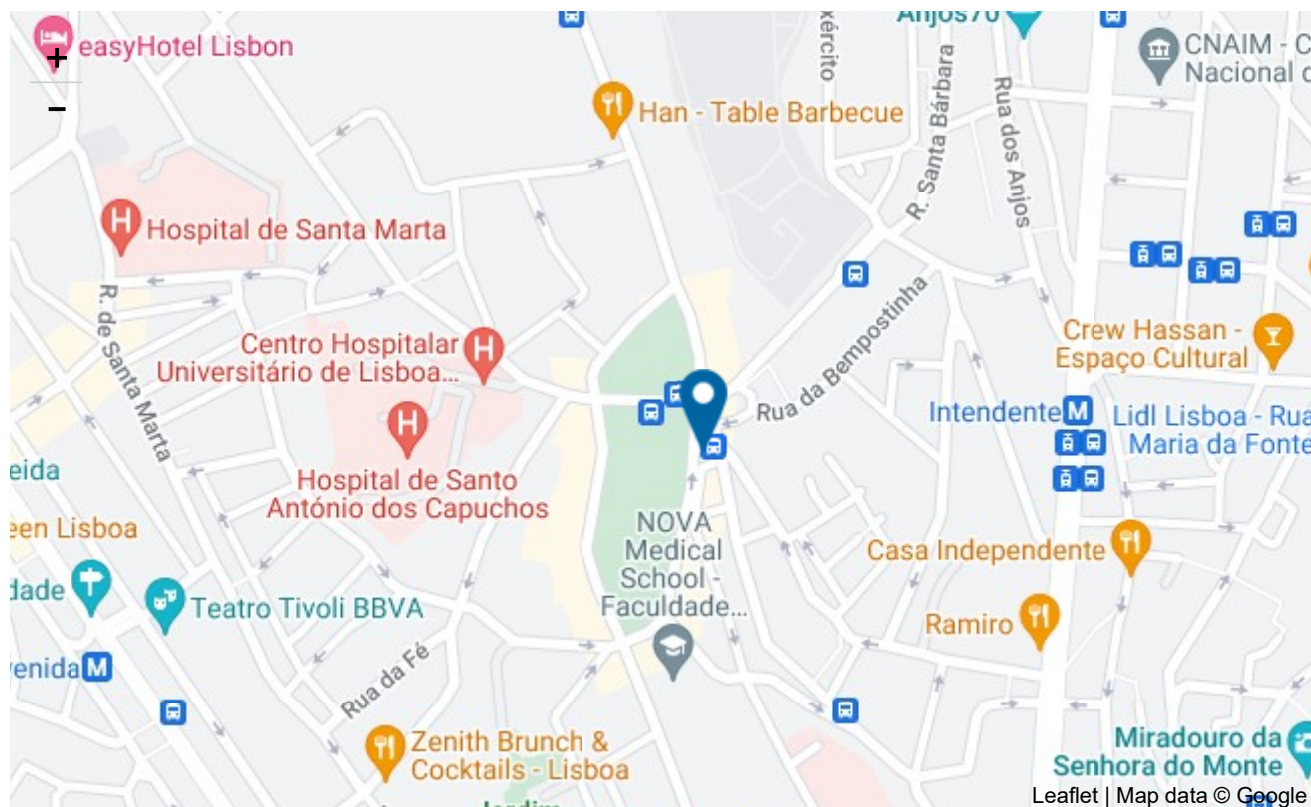 Anjos70
easyHotel Lisbon
+
CNAIM - C
Nacional d
−
xército
R. Santa Bárbara
Rua dos Anjos
Han - Table Barbecue
H
Hospital de Santa Marta
R. de Santa Marta
Rua da Bempostinha
Centro Hospitalar
Universitário de Lisboa...
H
Crew Hassan -
Espaço Cultural
H
Intendente M
Lidl Lisboa - Rua
Maria da Fonte
eida
Hospital de Santo
António dos Capuchos
een Lisboa
NOVA
Medical
School -
Faculdade...
Casa Independente
dade
Teatro Tivoli BBVA
Ramiro
enida M
Rua da Fé
Zenith Brunch &
Cocktails - Lisboa
Miradouro da
Senhora do Monte
Jardim
Leaflet | Map data © Google